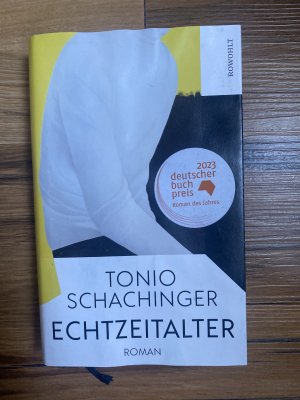 ROWOHLT
2023
deutscher
buch
preis
Roman des Jahres
TONIO
SCHACHINGER
ECHTZEITALTER
ROMAN